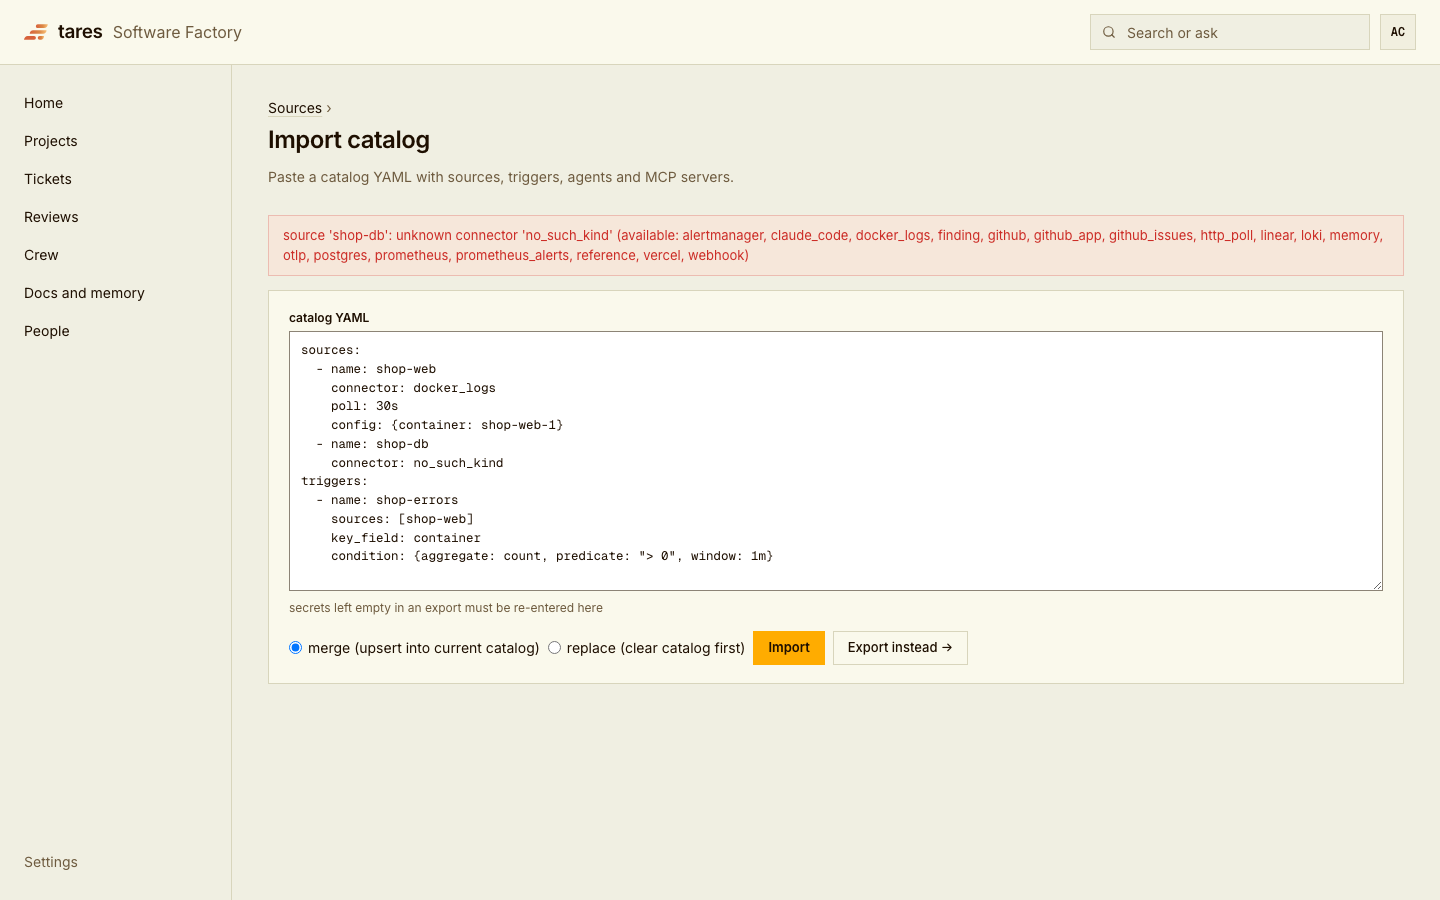 tares Software Factory
Search or ask
AC
Home
Projects
Tickets
Reviews
Crew
Docs and memory
People
Settings
Sources ›
Import catalog
Paste a catalog YAML with sources, triggers, agents and MCP servers.
source 'shop-db': unknown connector 'no_such_kind' (available: alertmanager, claude_code, docker_logs, finding, github, github_app, github_issues, http_poll, linear, loki, memory,
otlp, postgres, prometheus, prometheus_alerts, reference, vercel, webhook)
catalog YAML
sources:
  - name: shop-web
    connector: docker_logs
    poll: 30s
    config: {container: shop-web-1}
  - name: shop-db
    connector: no_such_kind
triggers:
  - name: shop-errors
    sources: [shop-web]
    key_field: container
    condition: {aggregate: count, predicate: "> 0", window: 1m}
secrets left empty in an export must be re-entered here
merge (upsert into current catalog) replace (clear catalog first) Import Export instead →